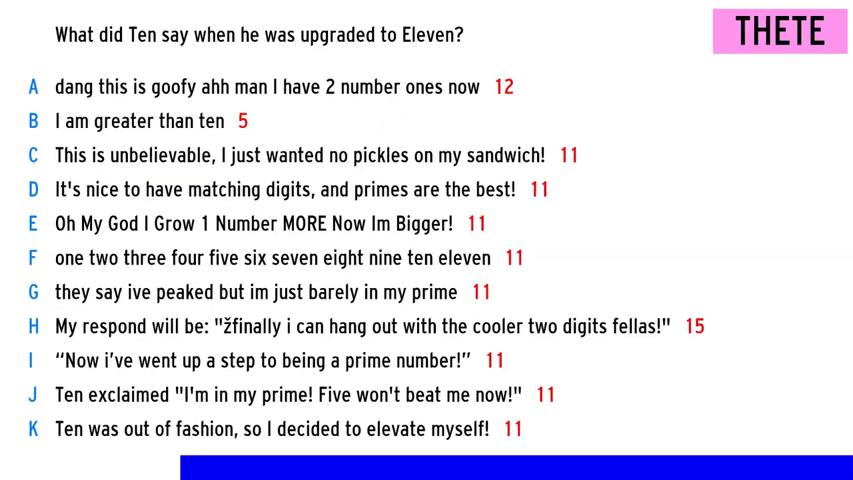 What did Ten say when he was upgraded to Eleven?
THETE
A dang this is goofy ahh man I have 2 number ones now 12
B I am greater than ten 5
C This is unbelievable, I just wanted no pickles on my sandwich! 11
D It's nice to have matching digits, and primes are the best! 11
E Oh My God I Grow 1 Number MORE Now Im Bigger! 11
F one two three four five six seven eight nine ten eleven 11
G they say ive peaked but im just barely in my prime 11
H My respond will be: "žfinally i can hang out with the cooler two digits fellas!" 15
I “Now i’ve went up a step to being a prime number!” 11
J Ten exclaimed "I'm in my prime! Five won't beat me now!" 11
K Ten was out of fashion, so I decided to elevate myself! 11